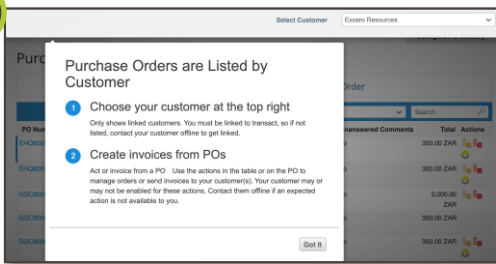 Select Customer Exxaro Resources
Purc
Purchase Orders are Listed by
Customer
Order
1 Choose your customer at the top right
Only shows linked customers. You must be linked to transact, so if not
listed, contact your customer offline to get linked.
Search
PO Num
nanswered Comments Total Actions
2 Create invoices from POs
Act or invoice from a PO Use the actions in the table or on the PO to
manage orders or send invoices to your customer(s). Your customer may or
may not be enabled for these actions. Contact them offline if an expected
action is not available to you.
350.00 ZAR
350.00 ZAR
2,000.00
ZAR
350.00 ZAR
350.00 ZAR
Got It